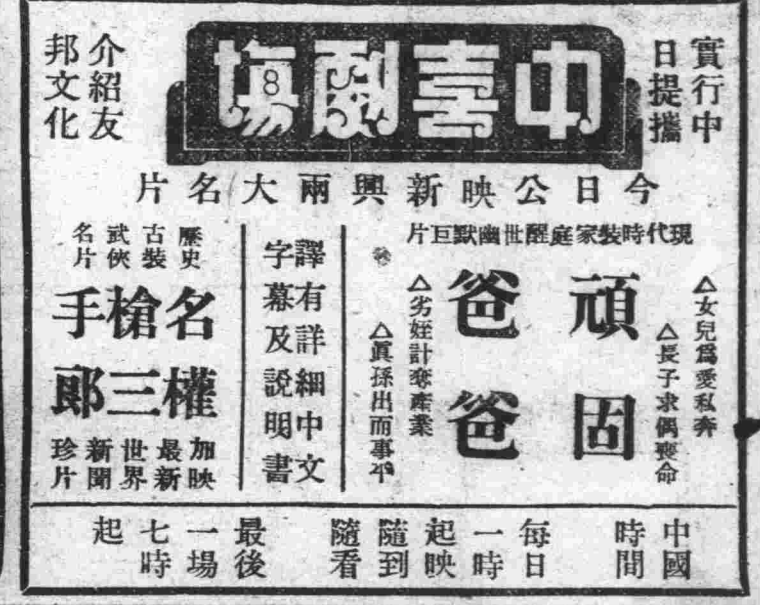 實行中
日提攜
中喜劇場
8
介紹友
邦文化
今日公映新興兩大名片
現代時裝家庭醒世幽默巨片
△女兒爲愛私奔
△長子求偶喪命
頑固
爸爸
△劣姪計奪產業
△眞孫出而事平
譯有詳細中文
字幕及說明書
歷史
古裝
武俠
名片
名權
槍三
手郎
加映
最新
世界
新聞
珍片
中國
時間
每日
一時
起映
隨到
隨看
最後
一場
七時
起